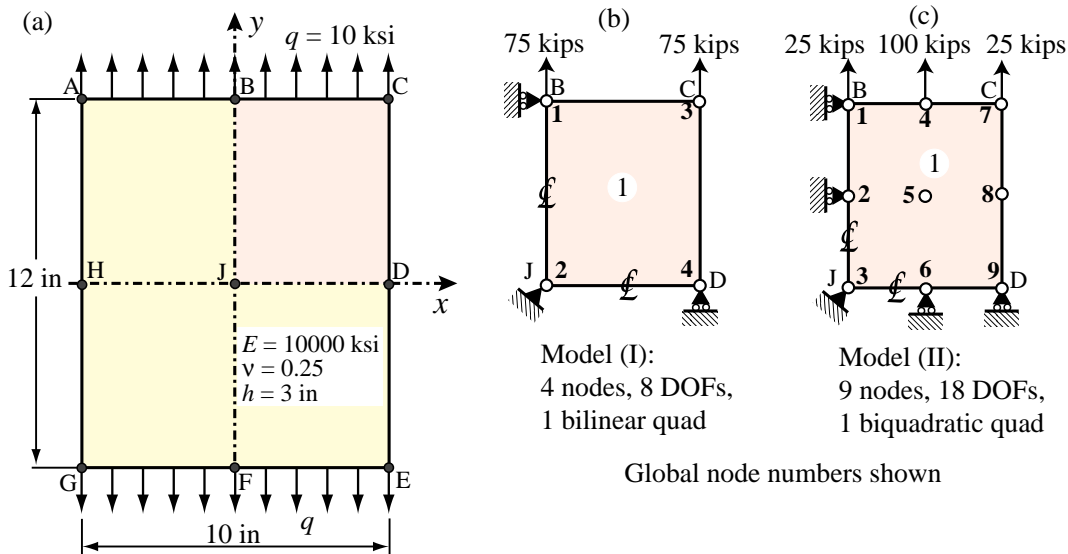 (a)
y
q = 10 ksi
A
B
C
12 in
H
J
D
x
E = 10000 ksi
ν = 0.25
h = 3 in
G
F
E
q
10 in
(b)
75 kips
75 kips
B
C
1
3
1
℄
J
2
4
D
℄
Model (I):
4 nodes, 8 DOFs,
1 bilinear quad
(c)
25 kips
100 kips
25 kips
B
C
1
4
7
1
2
5
8
℄
J
3
6
9
D
℄
Model (II):
9 nodes, 18 DOFs,
1 biquadratic quad
Global node numbers shown